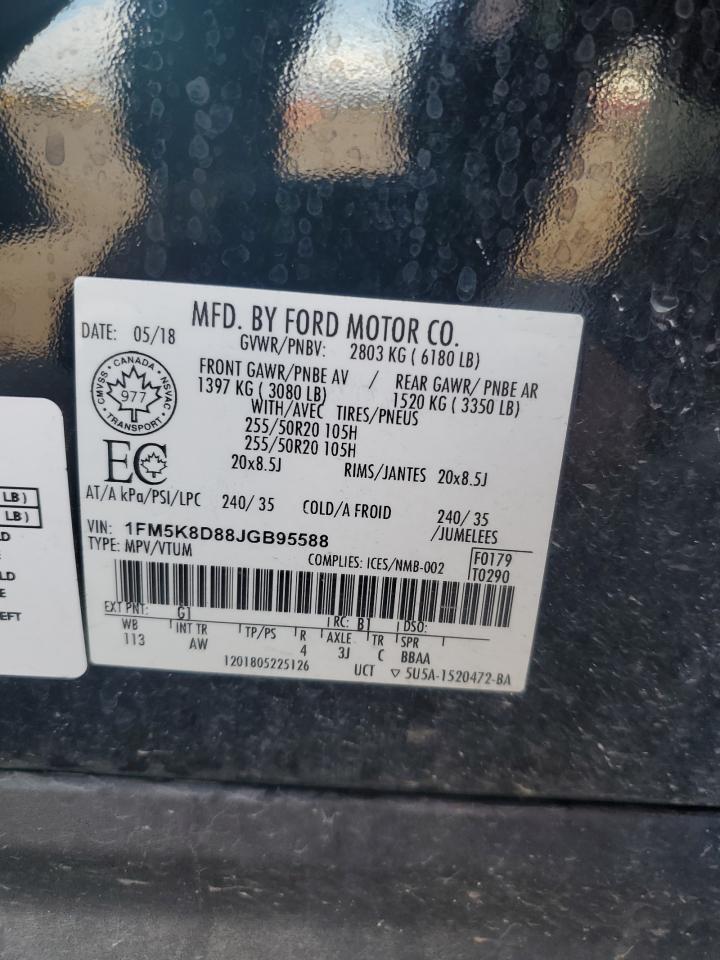 MFD. BY FORD MOTOR CO.
DATE: 05/18
GVWR/PNBV: 2803 KG ( 6180 LB)
CANADA
CMVSS
NSVAC
977
TRANSPORT
FRONT GAWR/PNBE AV / REAR GAWR/ PNBE AR
1397 KG ( 3080 LB) 1520 KG ( 3350 LB)
WITH/AVEC TIRES/PNEUS
255/50R20 105H
255/50R20 105H
EC
20x8.5J RIMS/JANTES 20x8.5J
AT/A kPa/PSI/LPC 240/ 35 COLD/A FROID 240/ 35
VIN: 1FM5K8D88JGB95588 /JUMELEES
TYPE: MPV/VTUM COMPLIES: ICES/NMB-002 F0179
T0290
EXT PNT: G1 RC: B1 DSO:
WB INT TR TP/PS R AXLE TR SPR
113 AW 4 3J C BBAA
1201805225126 UCT ▽ 5U5A-1520472-BA
LB )
LB )
D
LD
E
EFT